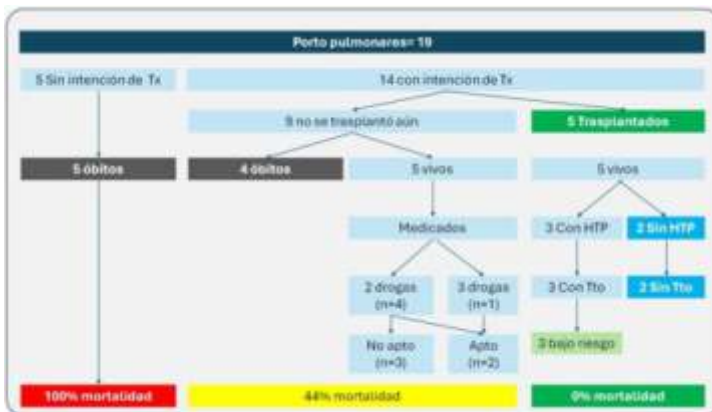 Porto pulmonares= 19
5 Sin intención de Tx
14 con intención de Tx
9 no se trasplantó aún
5 Trasplantados
5 óbitos
4 óbitos
5 vivos
5 vivos
Medicados
3 Con HTP
2 Sin HTP
2 drogas
(n=4)
3 drogas
(n=1)
3 Con Tto
2 Sin Tto
No apto
(n=3)
Apto
(n=2)
3 bajo riesgo
100% mortalidad
44% mortalidad
0% mortalidad